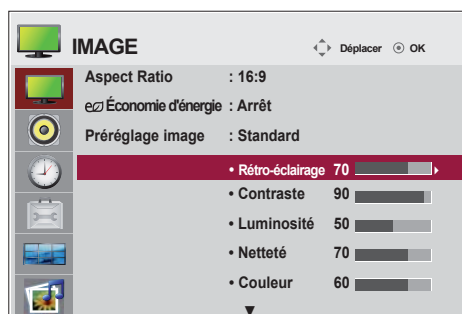 IMAGE Déplacer OK
Aspect Ratio : 16:9
Économie d'énergie : Arrêt
Préréglage image : Standard
• Rétro-éclairage 70
• Contraste 90
• Luminosité 50
• Netteté 70
• Couleur 60